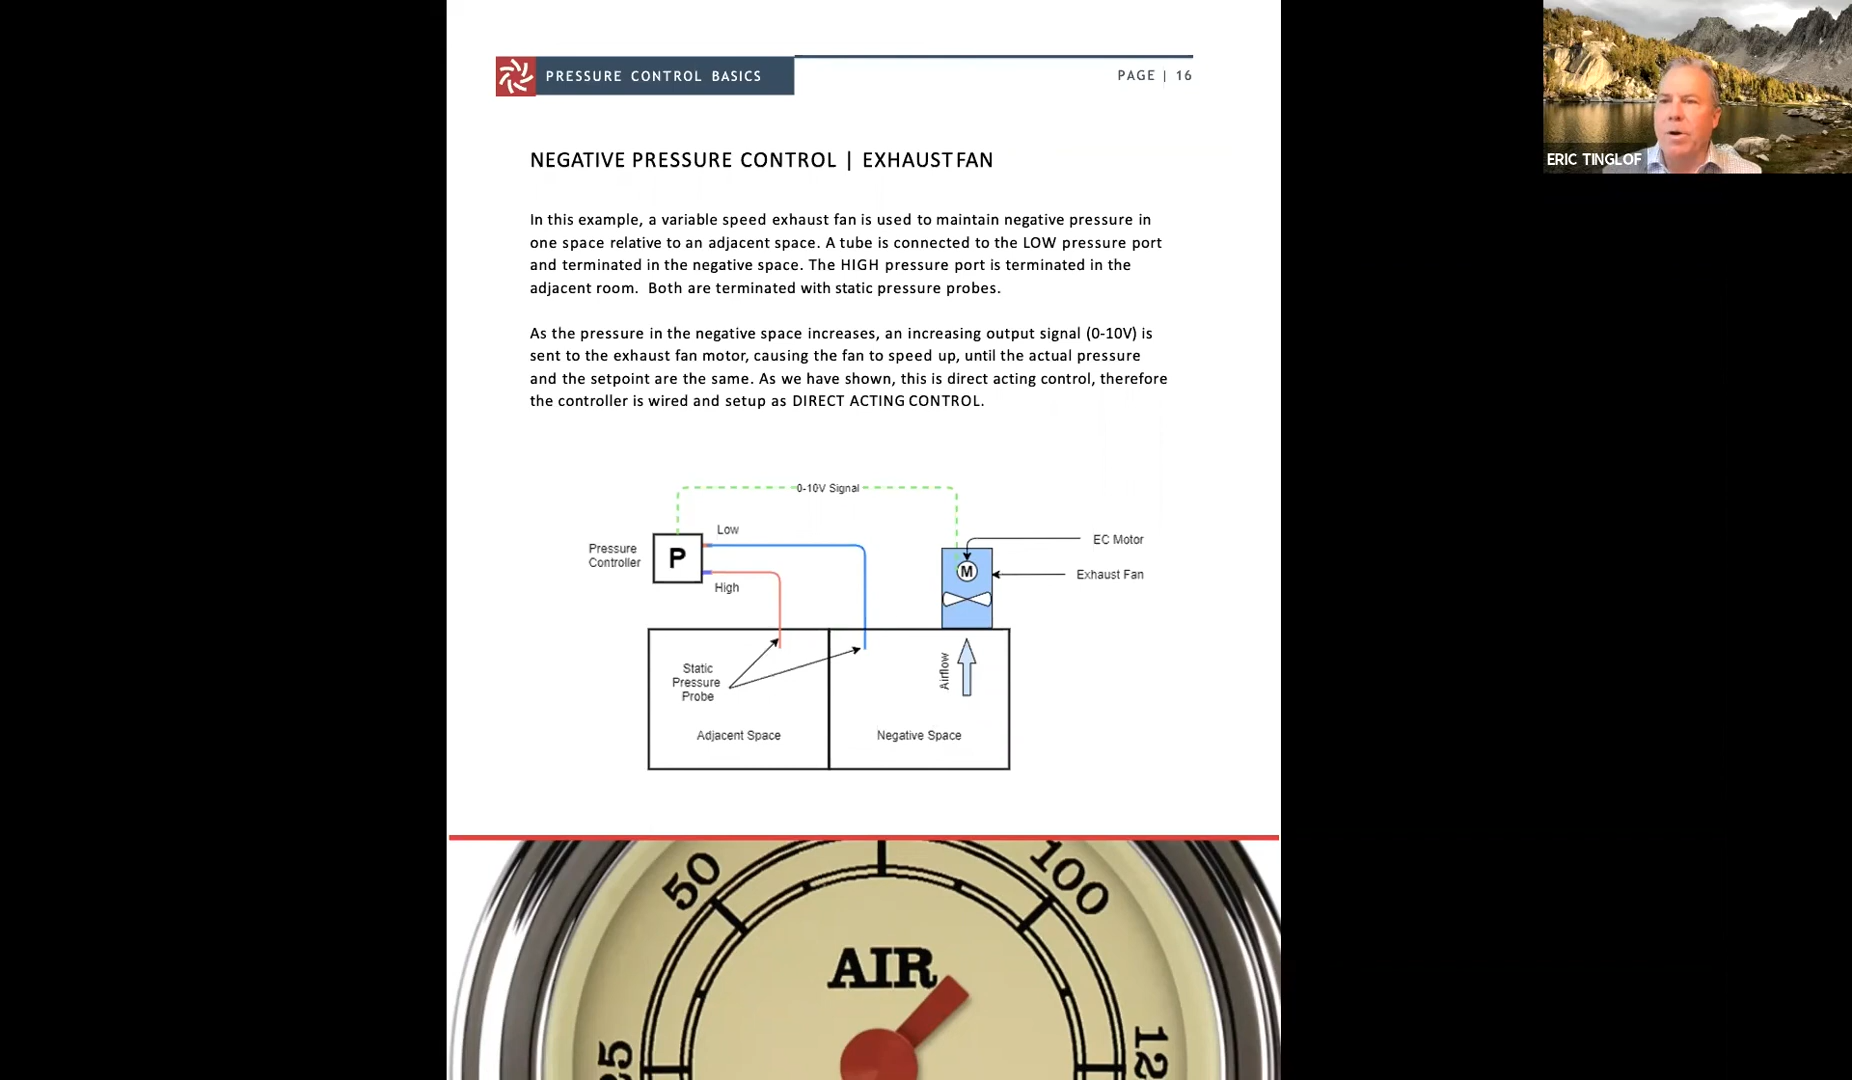 PRESSURE CONTROL BASICS
PAGE | 16
ERIC TINGLOF
NEGATIVE PRESSURE CONTROL | EXHAUST FAN
In this example, a variable speed exhaust fan is used to maintain negative pressure in
one space relative to an adjacent space. A tube is connected to the LOW pressure port
and terminated in the negative space. The HIGH pressure port is terminated in the
adjacent room. Both are terminated with static pressure probes.
As the pressure in the negative space increases, an increasing output signal (0-10V) is
sent to the exhaust fan motor, causing the fan to speed up, until the actual pressure
and the setpoint are the same. As we have shown, this is direct acting control, therefore
the controller is wired and setup as DIRECT ACTING CONTROL.
0-10V Signal
Low
Pressure
Controller
P
High
EC Motor
M
Exhaust Fan
Static
Pressure
Probe
Airflow
Adjacent Space
Negative Space
50
100
AIR
25
12